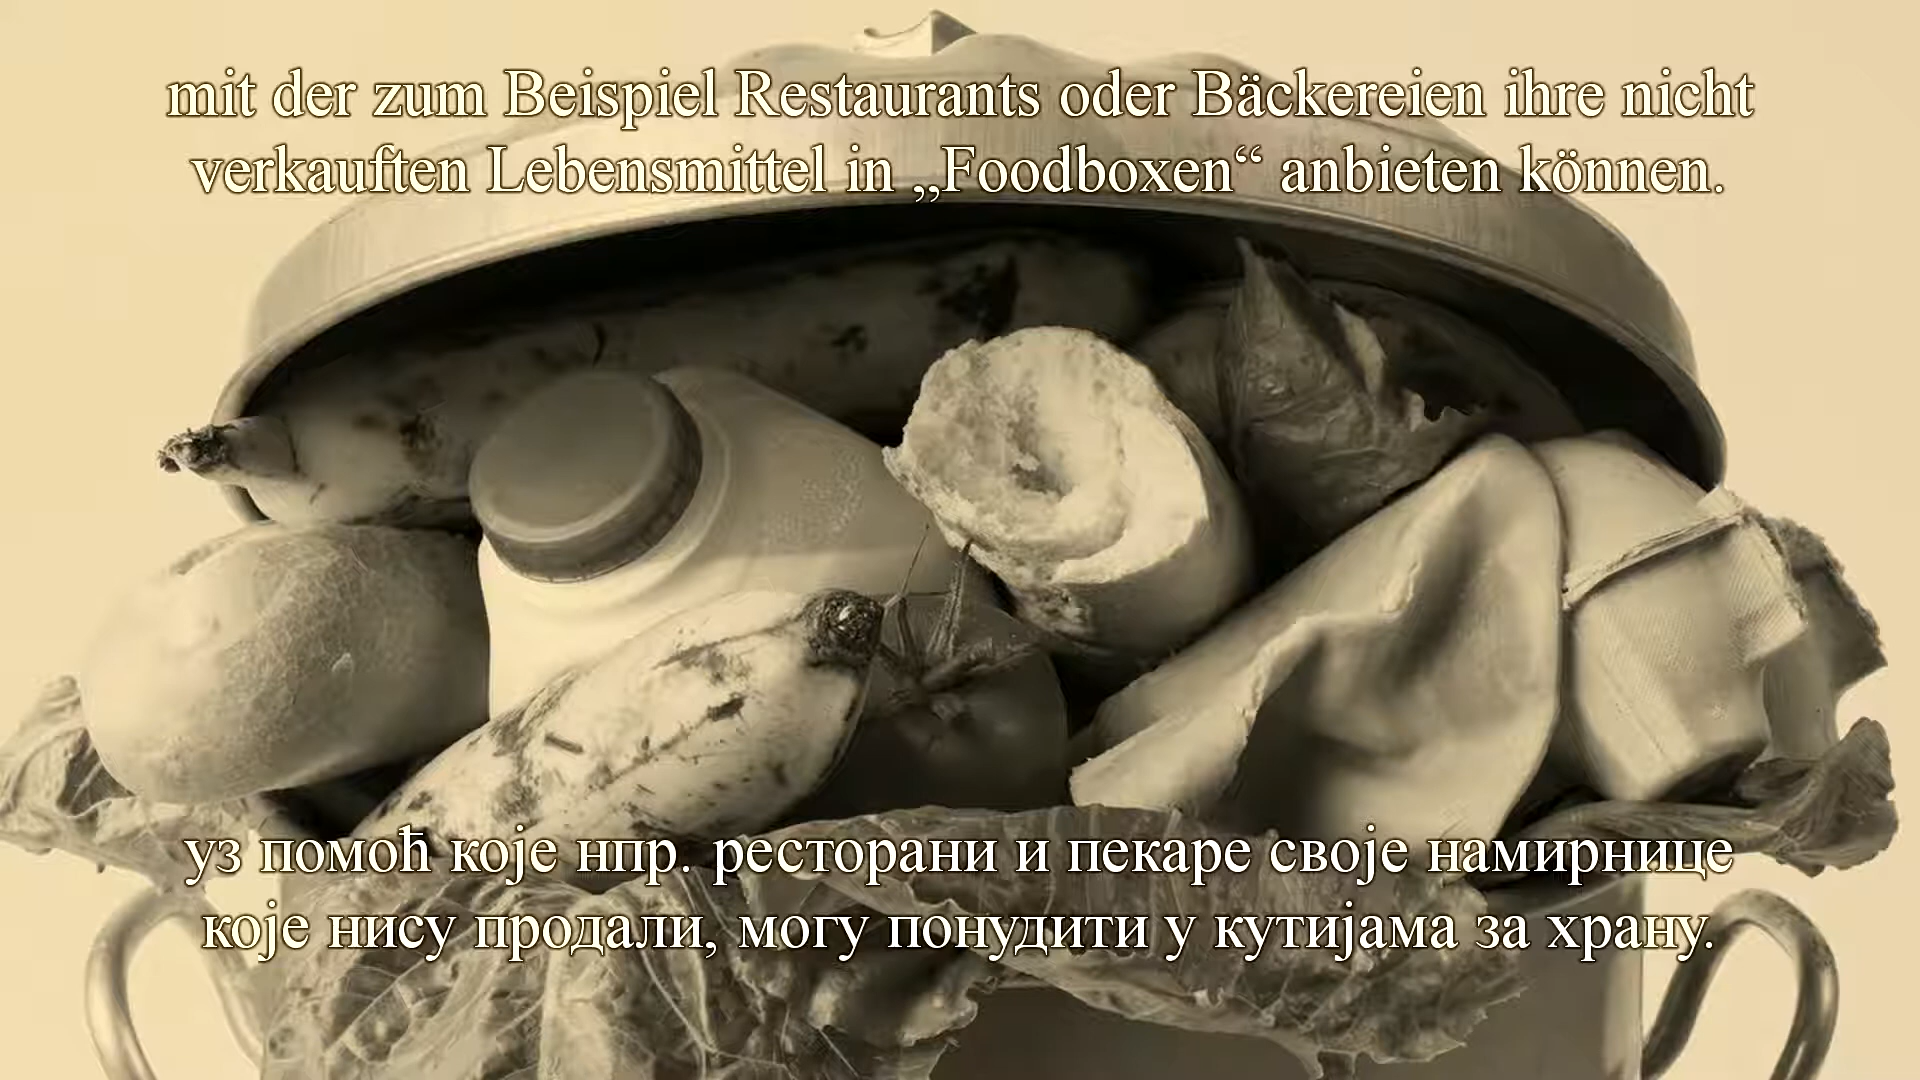 mit der zum Beispiel Restaurants oder Bäckereien ihre nicht
verkauften Lebensmittel in „Foodboxen“ anbieten können.
уз помоћ које нпр. ресторани и пекаре своје намирнице
које нису продали, могу понудити у кутијама за храну.